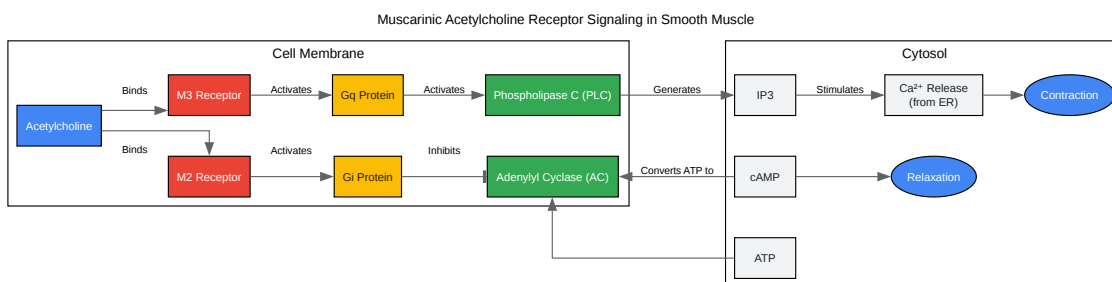 Muscarinic Acetylcholine Receptor Signaling in Smooth Muscle
Cell Membrane
Cytosol
Acetylcholine
Binds
M3 Receptor
Activates
Gq Protein
Activates
Phospholipase C (PLC)
Generates
IP3
Stimulates
Ca²⁺ Release
(from ER)
Contraction
Binds
M2 Receptor
Activates
Gi Protein
Inhibits
Adenylyl Cyclase (AC)
Converts ATP to
cAMP
Relaxation
ATP